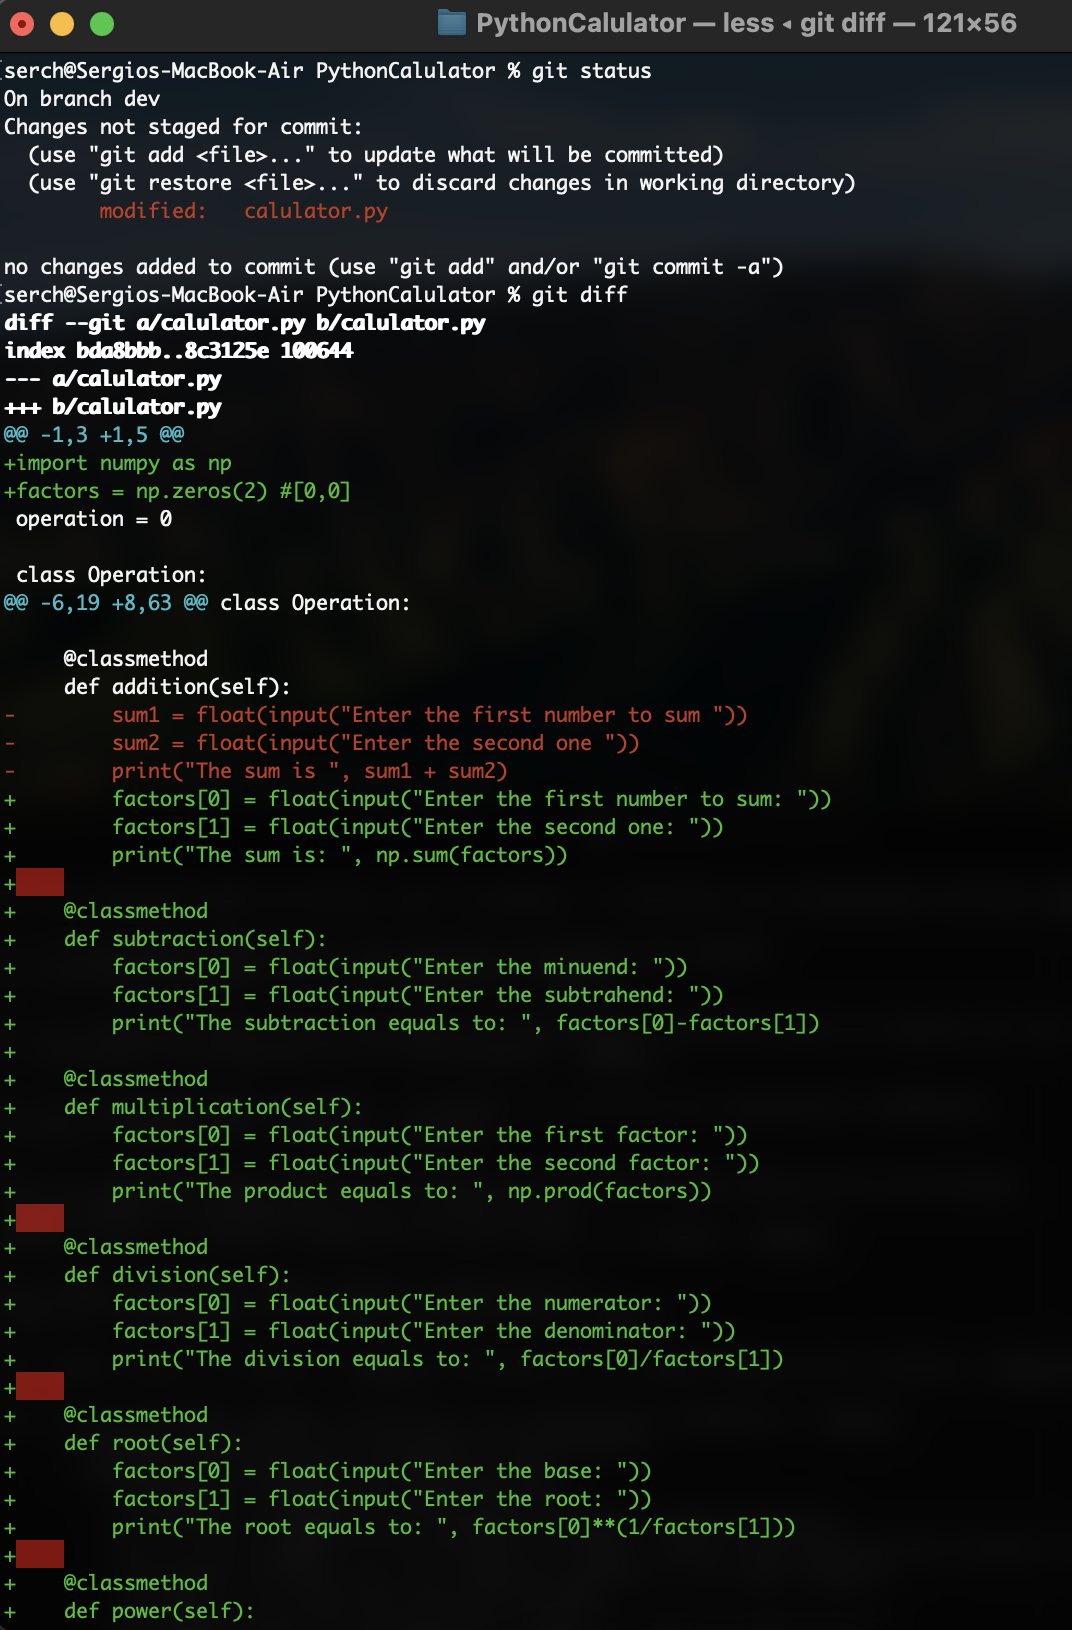 PythonCalulator — less ◂ git diff — 121×56
[serch@Sergios-MacBook-Air PythonCalulator % git status
On branch dev
Changes not staged for commit:
  (use "git add <file>..." to update what will be committed)
  (use "git restore <file>..." to discard changes in working directory)
        modified:   calulator.py

no changes added to commit (use "git add" and/or "git commit -a")
[serch@Sergios-MacBook-Air PythonCalulator % git diff
diff --git a/calulator.py b/calulator.py
index bda8bbb..8c3125e 100644
--- a/calulator.py
+++ b/calulator.py
@@ -1,3 +1,5 @@
+import numpy as np
+factors = np.zeros(2) #[0,0]
 operation = 0

 class Operation:
@@ -6,19 +8,63 @@ class Operation:

     @classmethod
     def addition(self):
-        sum1 = float(input("Enter the first number to sum "))
-        sum2 = float(input("Enter the second one "))
-        print("The sum is ", sum1 + sum2)
+        factors[0] = float(input("Enter the first number to sum: "))
+        factors[1] = float(input("Enter the second one: "))
+        print("The sum is: ", np.sum(factors))
+
+    @classmethod
+    def subtraction(self):
+        factors[0] = float(input("Enter the minuend: "))
+        factors[1] = float(input("Enter the subtrahend: "))
+        print("The subtraction equals to: ", factors[0]-factors[1])
+
+    @classmethod
+    def multiplication(self):
+        factors[0] = float(input("Enter the first factor: "))
+        factors[1] = float(input("Enter the second factor: "))
+        print("The product equals to: ", np.prod(factors))
+
+    @classmethod
+    def division(self):
+        factors[0] = float(input("Enter the numerator: "))
+        factors[1] = float(input("Enter the denominator: "))
+        print("The division equals to: ", factors[0]/factors[1])
+
+    @classmethod
+    def root(self):
+        factors[0] = float(input("Enter the base: "))
+        factors[1] = float(input("Enter the root: "))
+        print("The root equals to: ", factors[0]**(1/factors[1]))
+
+    @classmethod
+    def power(self):